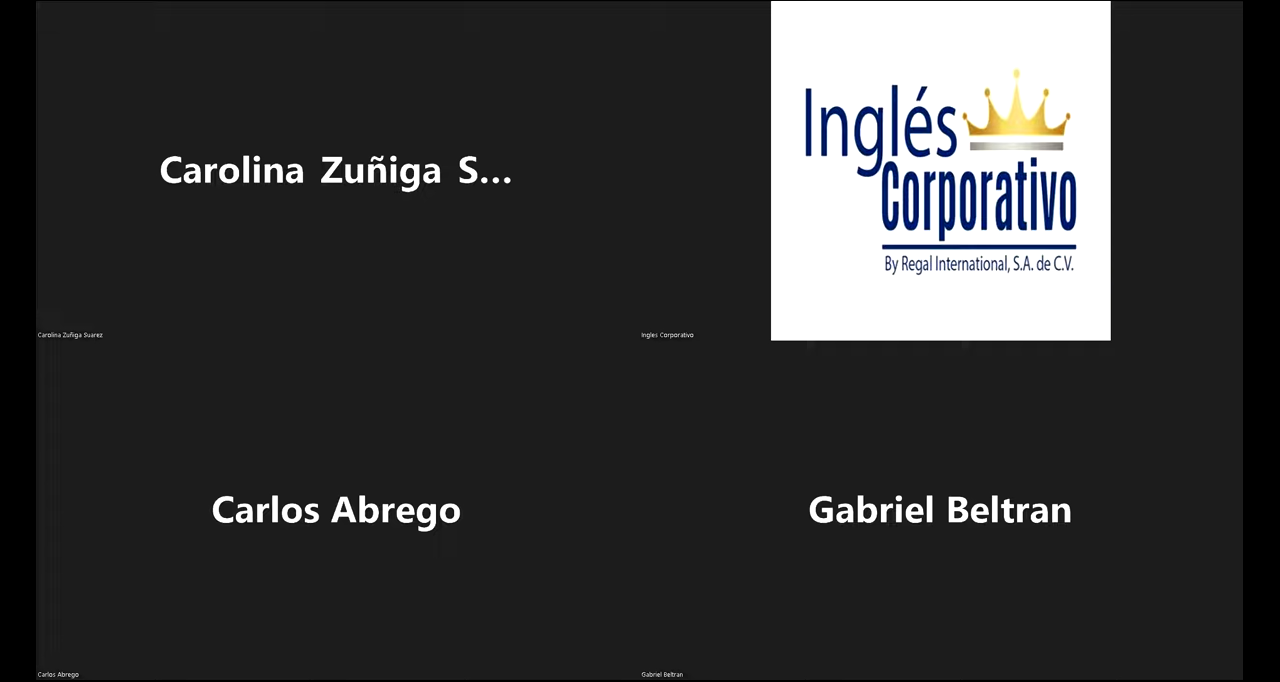 Carolina Zuñiga S...
Carolina Zuñiga Suarez
Inglés
Corporativo
By Regal International, S.A. de C.V.
Ingles Corporativo
Carlos Abrego
Carlos Abrego
Gabriel Beltran
Gabriel Beltran